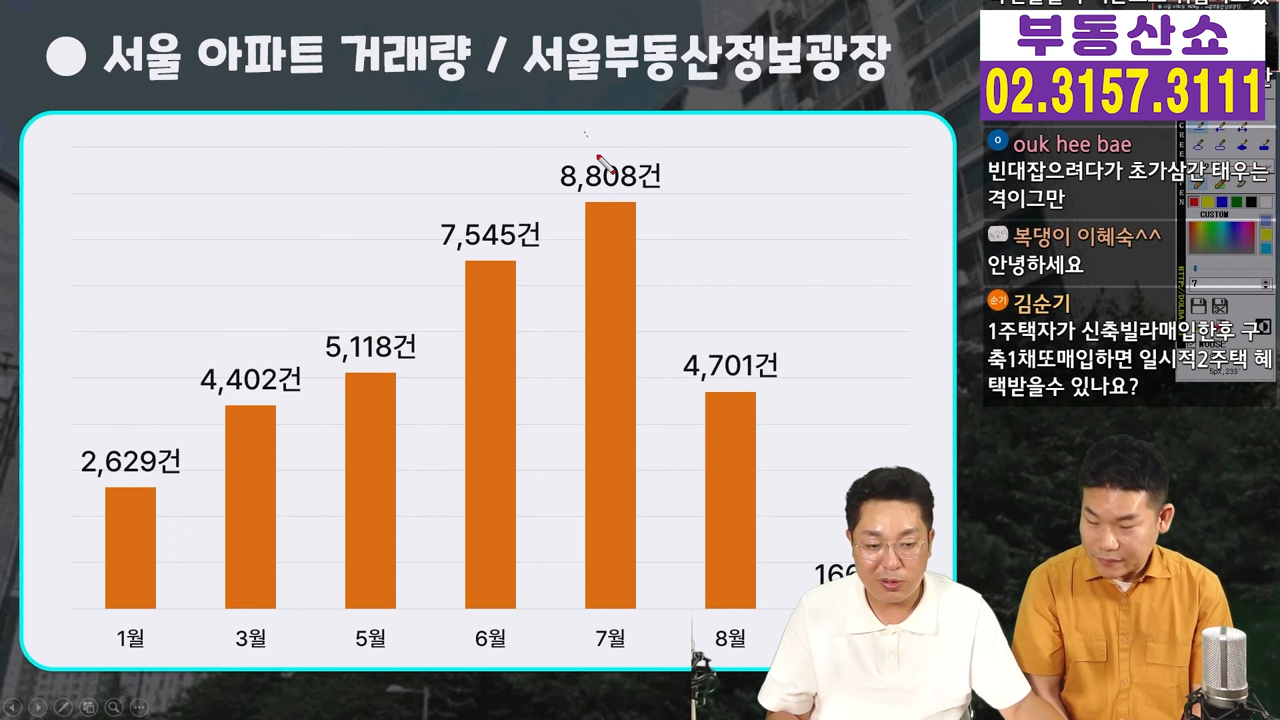 ● 서울 아파트 거래량 / 서울부동산정보광장
8,808건
7,545건
5,118건
4,701건
4,402건
2,629건
166
1월
3월
5월
6월
7월
8월
부동산쇼
02.3157.3111
ouk hee bae
빈대잡으려다가 초가삼간 태우는
격이그만
복댕이 이혜숙^^
안녕하세요
순기 김순기
1주택자가 신축빌라매입한후 구
축1채또매입하면 일시적2주택 혜
택받을수 있나요?
CUSTOM
7